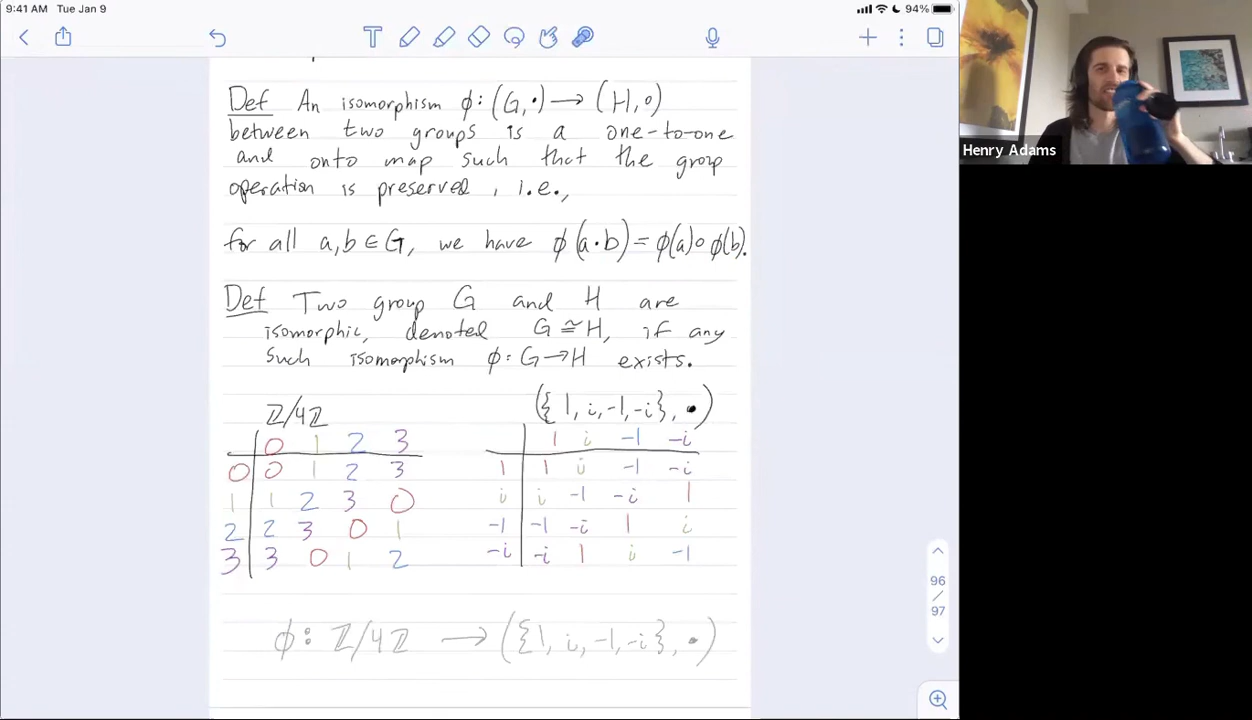 9:41 AM Tue Jan 9
94%
Def An isomorphism ϕ: (G,•) → (H,∘)
between two groups is a one-to-one
and onto map such that the group
operation is preserved, i.e.,
for all a,b ∈ G, we have ϕ(a•b) = ϕ(a)∘ϕ(b).
Def Two group G and H are
isomorphic, denoted G ≅ H, if any
such isomorphism ϕ: G → H exists.
ℤ/4ℤ
0 1 2 3
0 0 1 2 3
1 1 2 3 0
2 2 3 0 1
3 3 0 1 2
({1, i, -1, -i}, •)
1 i -1 -i
1 1 i -1 -i
i i -1 -i 1
-1 -1 -i 1 i
-i -i 1 i -1
ϕ: ℤ/4ℤ → ({1, i, -1, -i}, •)
96
/
97
Henry Adams